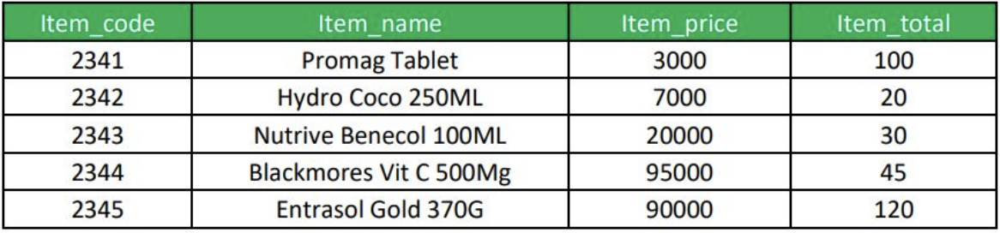 Item_code Item_name Item_price Item_total
2341 Promag Tablet 3000 100
2342 Hydro Coco 250ML 7000 20
2343 Nutrive Benecol 100ML 20000 30
2344 Blackmores Vit C 500Mg 95000 45
2345 Entrasol Gold 370G 90000 120